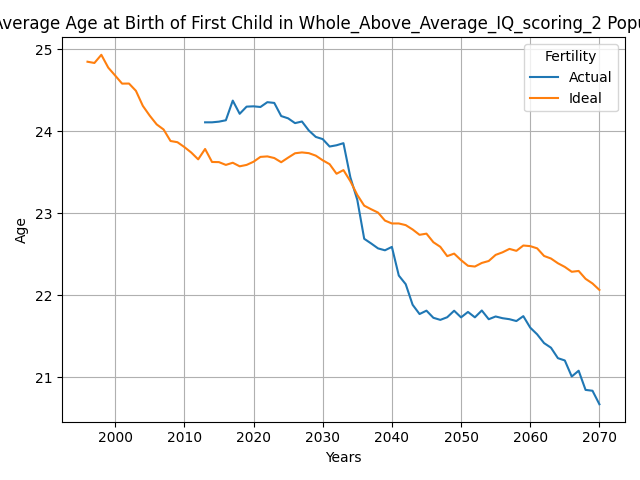 Average Age at Birth of First Child in Whole_Above_Average_IQ_scoring_2
25
24
23
22
21
Age
Fertility
Actual
Ideal
2000 2010 2020 2030 2040 2050 2060 2070
Years